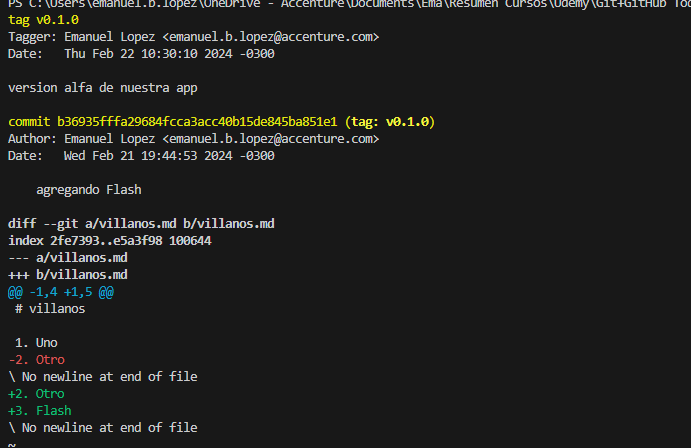 PS C:\Users\emanuel.b.lopez\OneDrive - Accenture\Documents\Ema\Resumen Cursos\Udemy\Git+GitHub Tod
tag v0.1.0
Tagger: Emanuel Lopez <emanuel.b.lopez@accenture.com>
Date:   Thu Feb 22 10:30:10 2024 -0300

version alfa de nuestra app

commit b36935fffa29684fcca3acc40b15de845ba851e1 (tag: v0.1.0)
Author: Emanuel Lopez <emanuel.b.lopez@accenture.com>
Date:   Wed Feb 21 19:44:53 2024 -0300

    agregando Flash

diff --git a/villanos.md b/villanos.md
index 2fe7393..e5a3f98 100644
--- a/villanos.md
+++ b/villanos.md
@@ -1,4 +1,5 @@
 # villanos

 1. Uno
-2. Otro
\ No newline at end of file
+2. Otro
+3. Flash
\ No newline at end of file
~